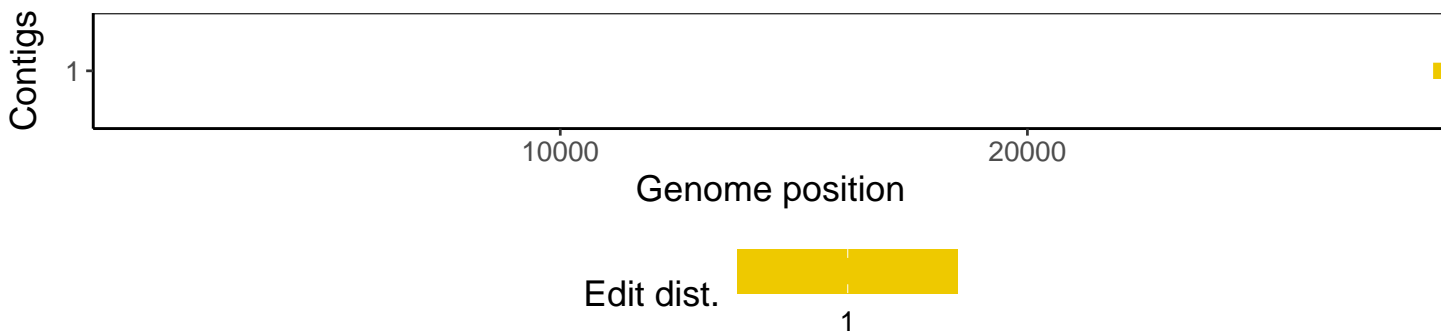 Contigs
1
10000 20000
Genome position
Edit dist.
1